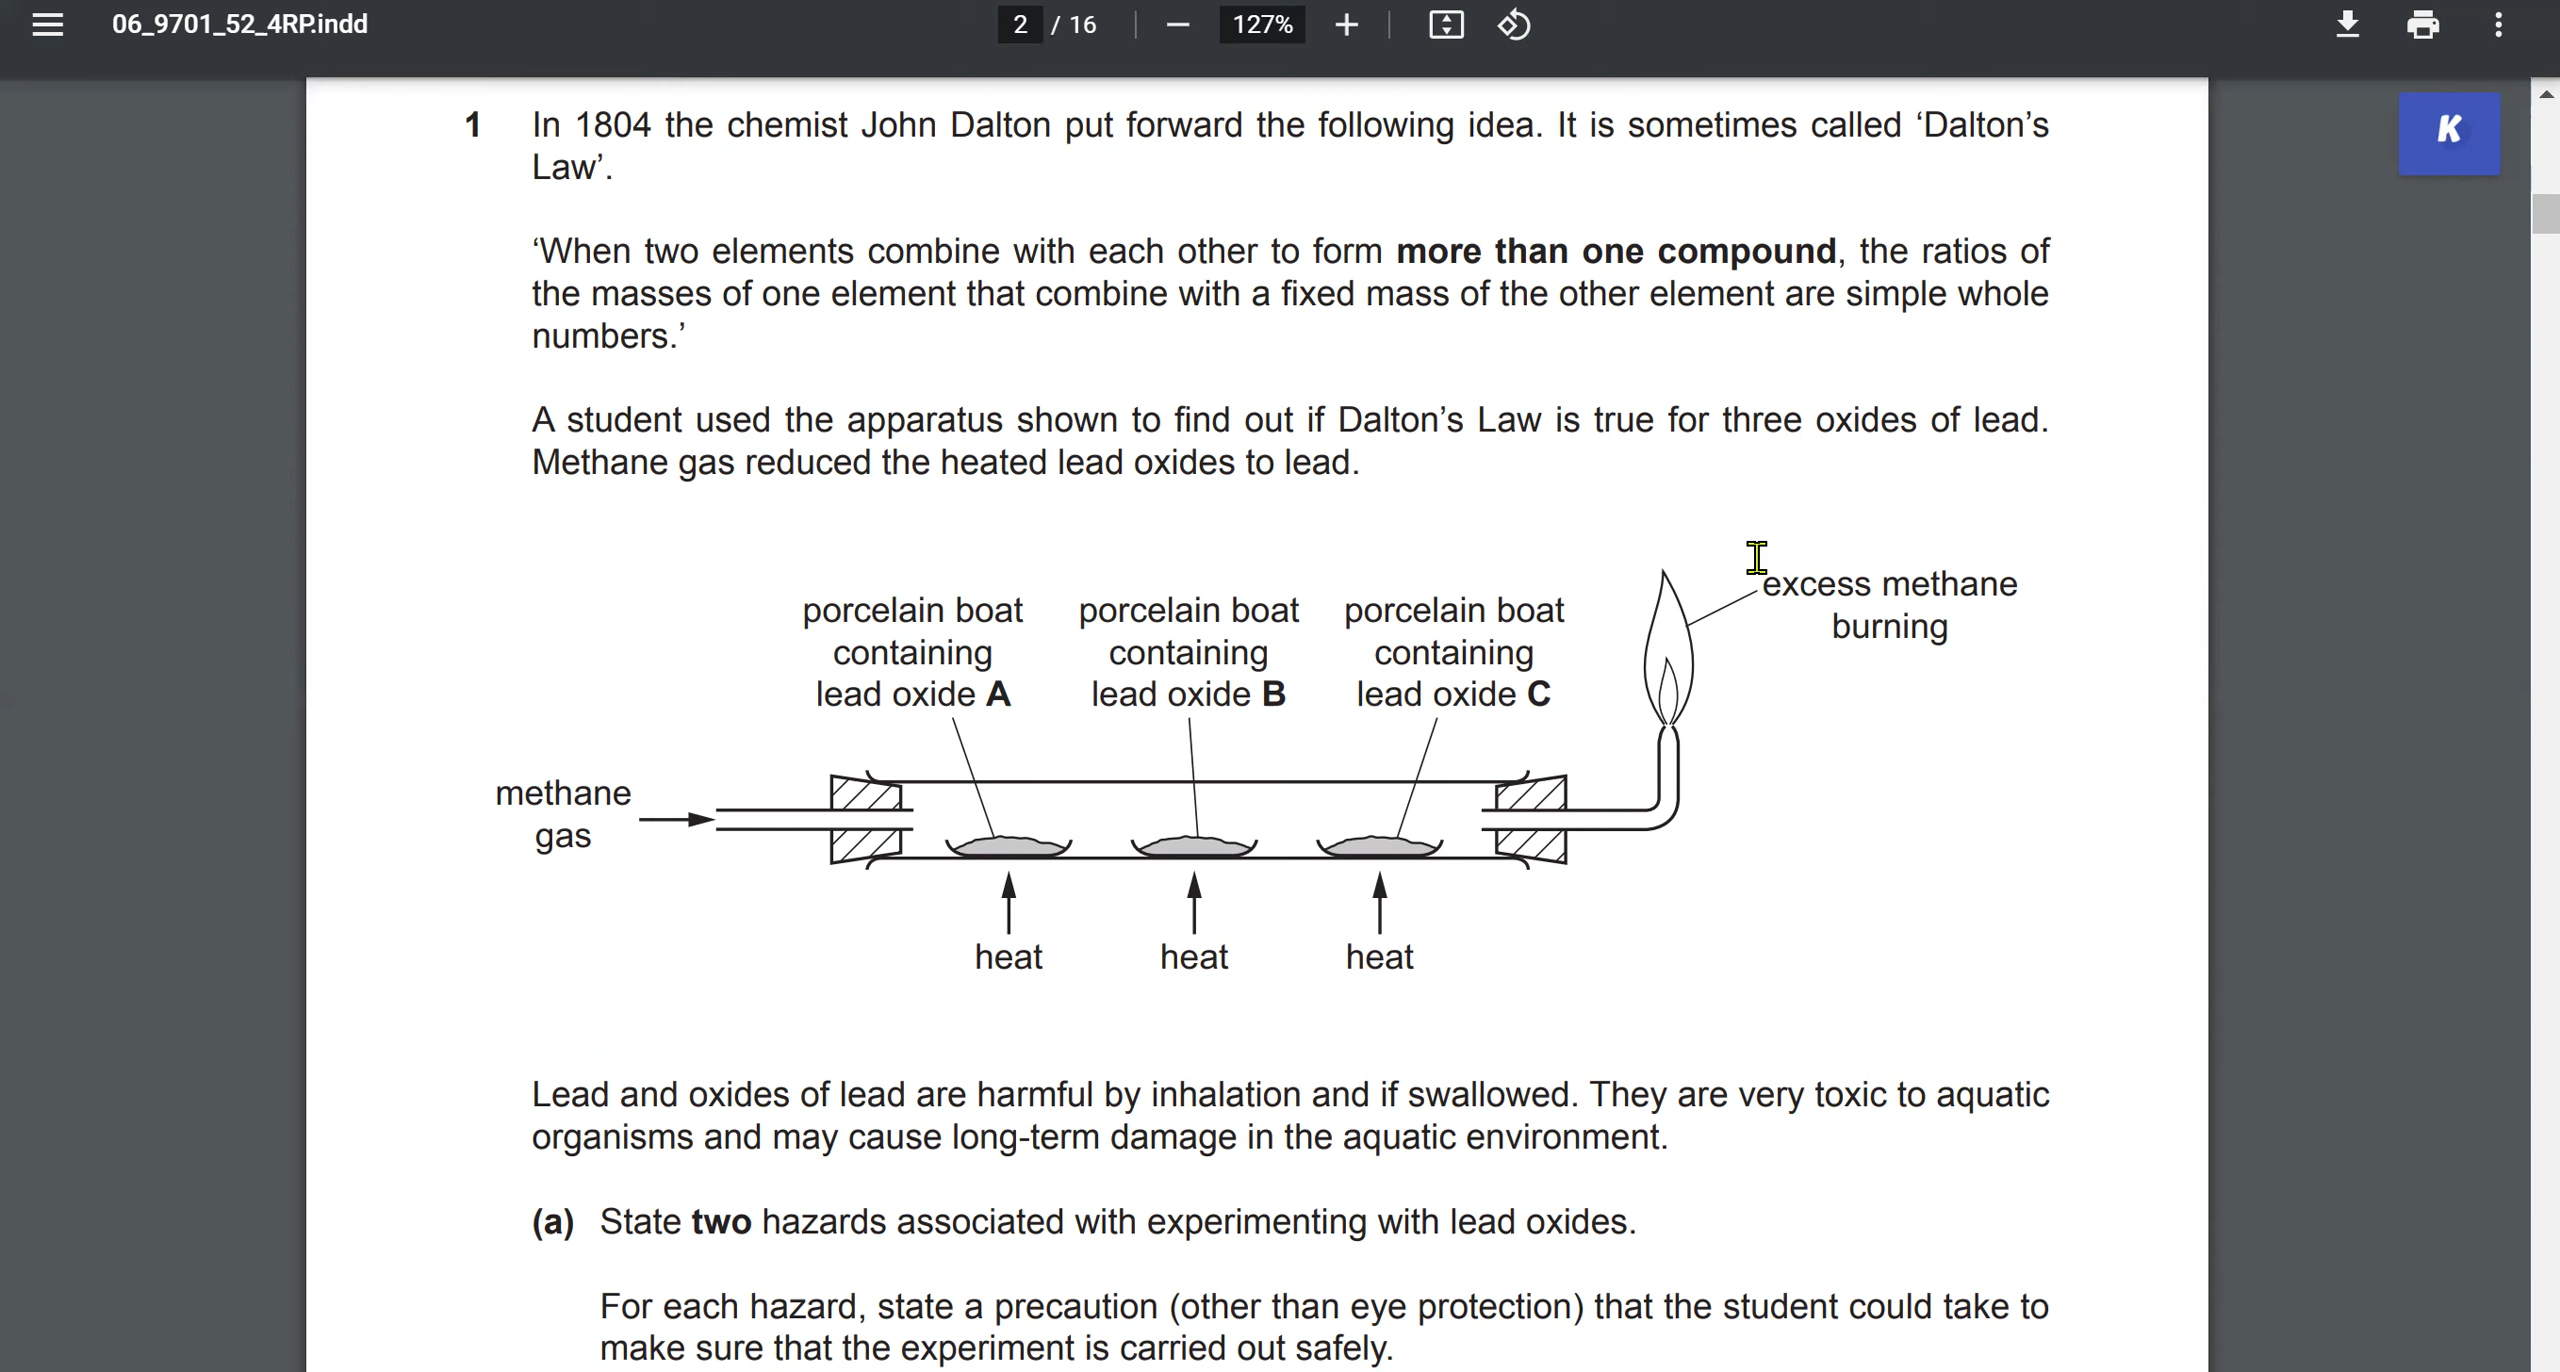 06_9701_52_4RP.indd
2 / 16
127%
K
1 In 1804 the chemist John Dalton put forward the following idea. It is sometimes called ‘Dalton’s
Law’.
‘When two elements combine with each other to form more than one compound, the ratios of
the masses of one element that combine with a fixed mass of the other element are simple whole
numbers.’
A student used the apparatus shown to find out if Dalton’s Law is true for three oxides of lead.
Methane gas reduced the heated lead oxides to lead.
excess methane
burning
porcelain boat
containing
lead oxide A
porcelain boat
containing
lead oxide B
porcelain boat
containing
lead oxide C
methane
gas
heat
heat
heat
Lead and oxides of lead are harmful by inhalation and if swallowed. They are very toxic to aquatic
organisms and may cause long-term damage in the aquatic environment.
(a) State two hazards associated with experimenting with lead oxides.
For each hazard, state a precaution (other than eye protection) that the student could take to
make sure that the experiment is carried out safely.